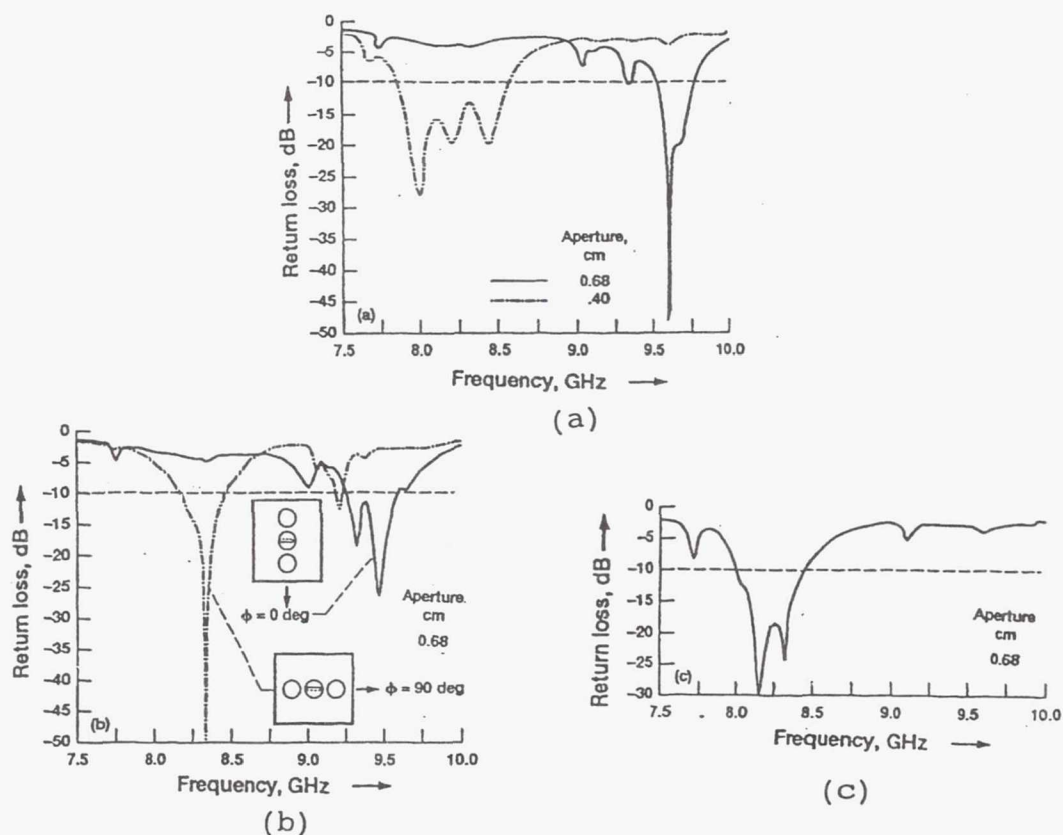 0
−5
−10
−15
−20
−25
−30
−35
−40
−45
−50
Return loss, dB
Aperture,
cm
0.68
.40
(a)
7.5 8.0 8.5 9.0 9.5 10.0
Frequency, GHz
(a)
0
−5
−10
−15
−20
−25
−30
−35
−40
−45
−50
Return loss, dB
ϕ = 0 deg
Aperture.
cm
0.68
ϕ = 90 deg
(b)
7.5 8.0 8.5 9.0 9.5 10.0
Frequency, GHz
(b)
0
−5
−10
−15
−20
−25
−30
Return loss, dB
Aperture
cm
0.68
(c)
7.5 8.0 8.5 9.0 9.5 10.0
Frequency, GHz
(c)